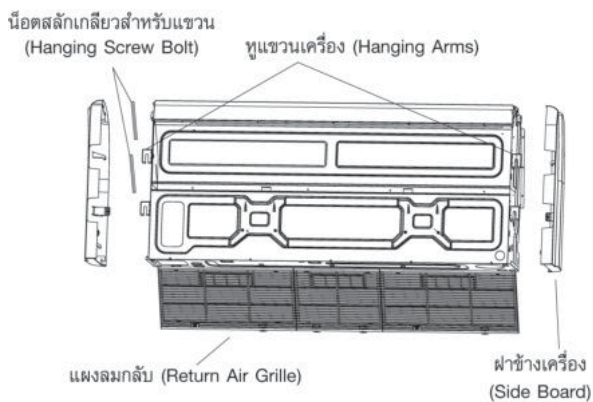 น็อตสลักเกลียวสำหรับแขวน
(Hanging Screw Bolt)
หูแขวนเครื่อง (Hanging Arms)
แผงลมกลับ (Return Air Grille)
ฝาข้างเครื่อง
(Side Board)